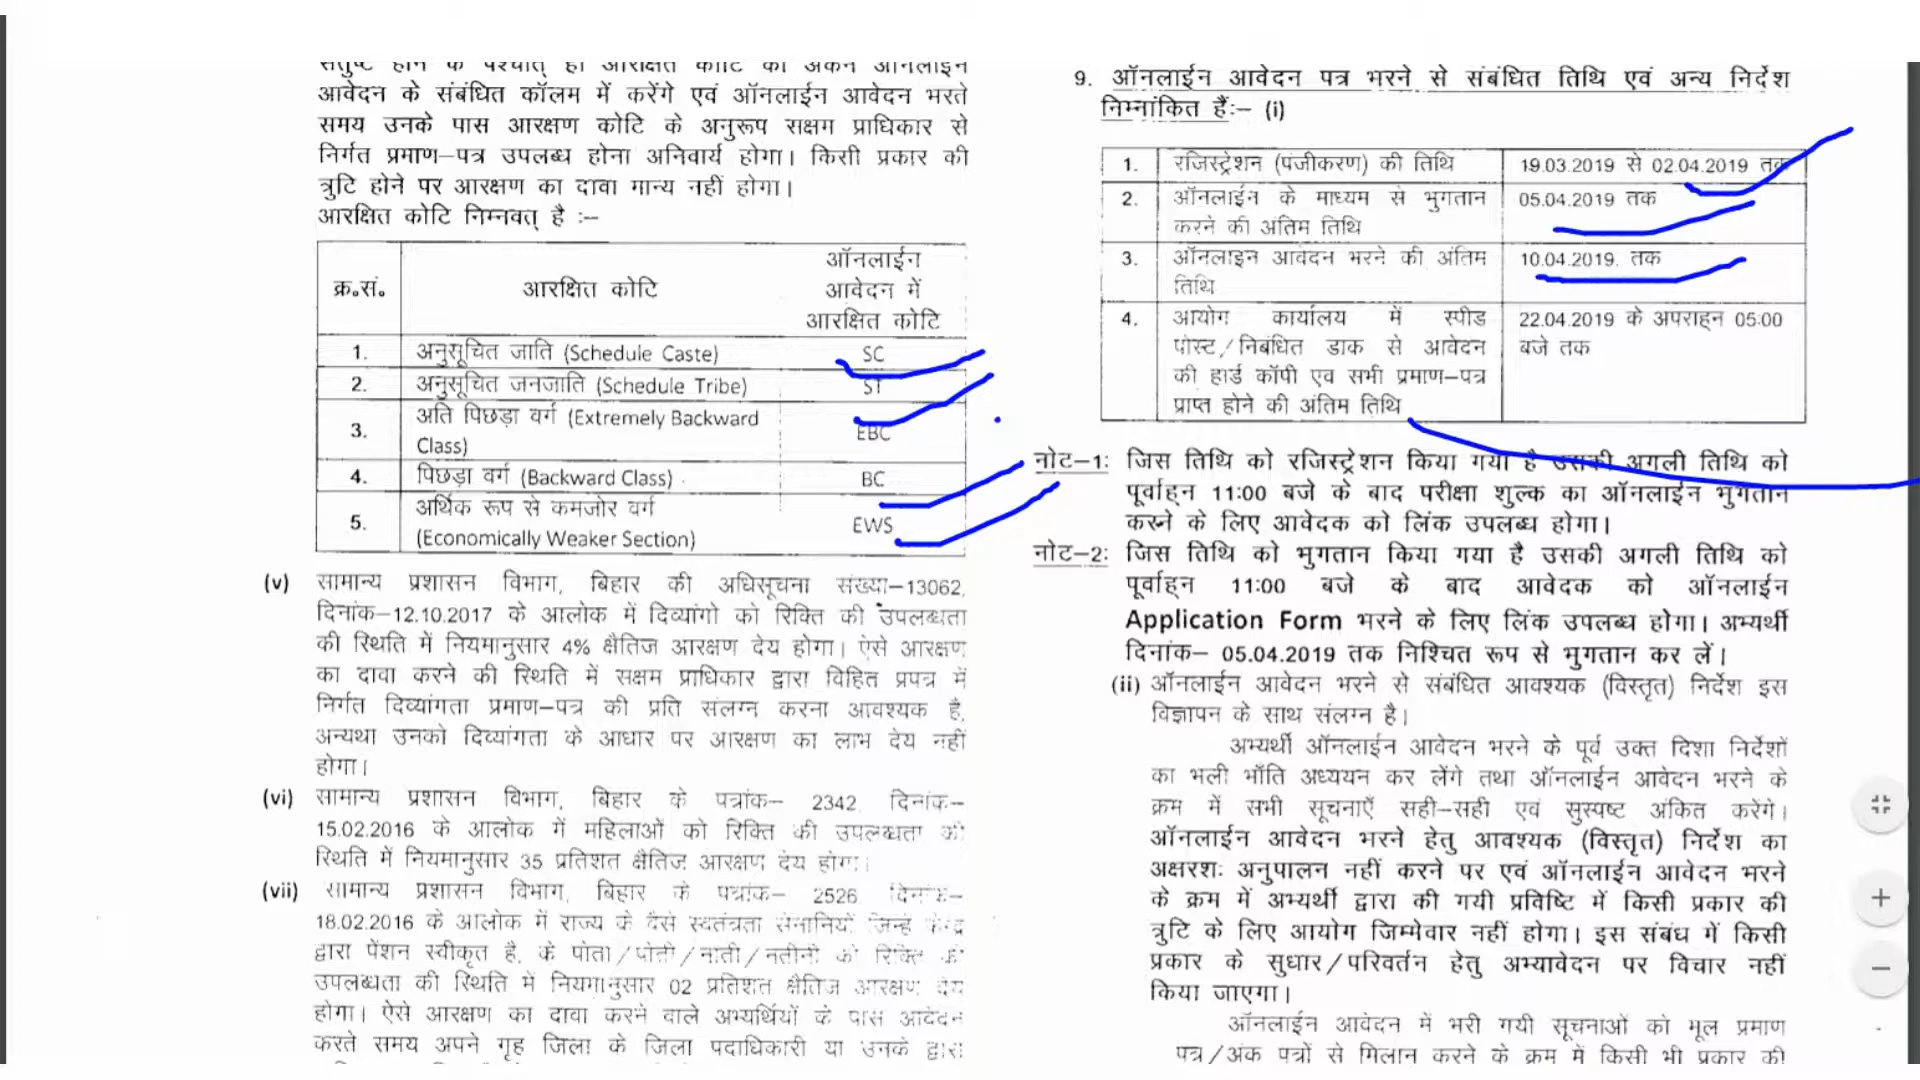 आवेदन के संबंधित कॉलम में करेंगे एवं ऑनलाईन आवेदन भरते
समय उनके पास आरक्षण कोटि के अनुरूप सक्षम प्राधिकार से
निर्गत प्रमाण–पत्र उपलब्ध होना अनिवार्य होगा। किसी प्रकार की
त्रुटि होने पर आरक्षण का दावा मान्य नहीं होगा।
आरक्षित कोटि निम्नवत् है :–
क्र.सं. आरक्षित कोटि ऑनलाईन
आवेदन में
आरक्षित कोटि
1. अनुसूचित जाति (Schedule Caste) SC
2. अनुसूचित जनजाति (Schedule Tribe) ST
3. अति पिछड़ा वर्ग (Extremely Backward
Class) EBC
4. पिछड़ा वर्ग (Backward Class) BC
5. अर्थिक रूप से कमजोर वर्ग
(Economically Weaker Section) EWS
(v) सामान्य प्रशासन विभाग, बिहार की अधिसूचना संख्या–13062,
दिनांक–12.10.2017 के आलोक में दिव्यांगो को रिक्ति की उपलब्धता
की स्थिति में नियमानुसार 4% क्षैतिज आरक्षण देय होगा। ऐसे आरक्षण
का दावा करने की स्थिति में सक्षम प्राधिकार द्वारा विहित प्रपत्र में
निर्गत दिव्यांगता प्रमाण–पत्र की प्रति संलग्न करना आवश्यक है,
अन्यथा उनको दिव्यांगता के आधार पर आरक्षण का लाभ देय नहीं
होगा।
(vi) सामान्य प्रशासन विभाग, बिहार के पत्रांक– 2342, दिनांक–
15.02.2016 के आलोक में महिलाओं को रिक्ति की उपलब्धता की
स्थिति में नियमानुसार 35 प्रतिशत क्षैतिज आरक्षण देय होगा।
(vii) सामान्य प्रशासन विभाग, बिहार के पत्रांक– 2526 दिनांक–
18.02.2016 के आलोक में राज्य के वैसे स्वतंत्रता सेनानियों जिन्हें केन्द्र
द्वारा पेंशन स्वीकृत है, के पोता/पोती/नाती/नतीनी को रिक्ति की
उपलब्धता की स्थिति में नियमानुसार 02 प्रतिशत क्षैतिज आरक्षण देय
होगा। ऐसे आरक्षण का दावा करने वाले अभ्यर्थियों के पास आवेदन
करते समय अपने गृह जिला के जिला पदाधिकारी या उनके द्वारा
9. ऑनलाईन आवेदन पत्र भरने से संबंधित तिथि एवं अन्य निर्देश
निम्नांकित हैं:– (i)
1. रजिस्ट्रेशन (पंजीकरण) की तिथि 19.03.2019 से 02.04.2019 तक
2. ऑनलाईन के माध्यम से भुगतान 05.04.2019 तक
करने की अंतिम तिथि
3. ऑनलाइन आवेदन भरने की अंतिम 10.04.2019. तक
तिथि
4. आयोग कार्यालय में स्पीड 22.04.2019 के अपराह्न 05:00
पोस्ट/निबंधित डाक से आवेदन बजे तक
की हार्ड कॉपी एवं सभी प्रमाण–पत्र
प्राप्त होने की अंतिम तिथि
नोट–1: जिस तिथि को रजिस्ट्रेशन किया गया है उसकी अगली तिथि को
पूर्वाह्न 11:00 बजे के बाद परीक्षा शुल्क का ऑनलाईन भुगतान
करने के लिए आवेदक को लिंक उपलब्ध होगा।
नोट–2: जिस तिथि को भुगतान किया गया है उसकी अगली तिथि को
पूर्वाह्न 11:00 बजे के बाद आवेदक को ऑनलाईन
Application Form भरने के लिए लिंक उपलब्ध होगा। अभ्यर्थी
दिनांक– 05.04.2019 तक निश्चित रूप से भुगतान कर लें।
(ii) ऑनलाईन आवेदन भरने से संबंधित आवश्यक (विस्तृत) निर्देश इस
विज्ञापन के साथ संलग्न है।
अभ्यर्थी ऑनलाईन आवेदन भरने के पूर्व उक्त दिशा निर्देशों
का भली भाँति अध्ययन कर लेंगे तथा ऑनलाईन आवेदन भरने के
क्रम में सभी सूचनाएँ सही–सही एवं सुस्पष्ट अंकित करेंगे।
ऑनलाईन आवेदन भरने हेतु आवश्यक (विस्तृत) निर्देश का
अक्षरशः अनुपालन नहीं करने पर एवं ऑनलाईन आवेदन भरने
के क्रम में अभ्यर्थी द्वारा की गयी प्रविष्टि में किसी प्रकार की
त्रुटि के लिए आयोग जिम्मेवार नहीं होगा। इस संबंध में किसी
प्रकार के सुधार/परिवर्तन हेतु अभ्यावेदन पर विचार नहीं
किया जाएगा।
ऑनलाईन आवेदन में भरी गयी सूचनाओं को मूल प्रमाण
पत्र/अंक पत्रों से मिलान करने के क्रम में किसी भी प्रकार की